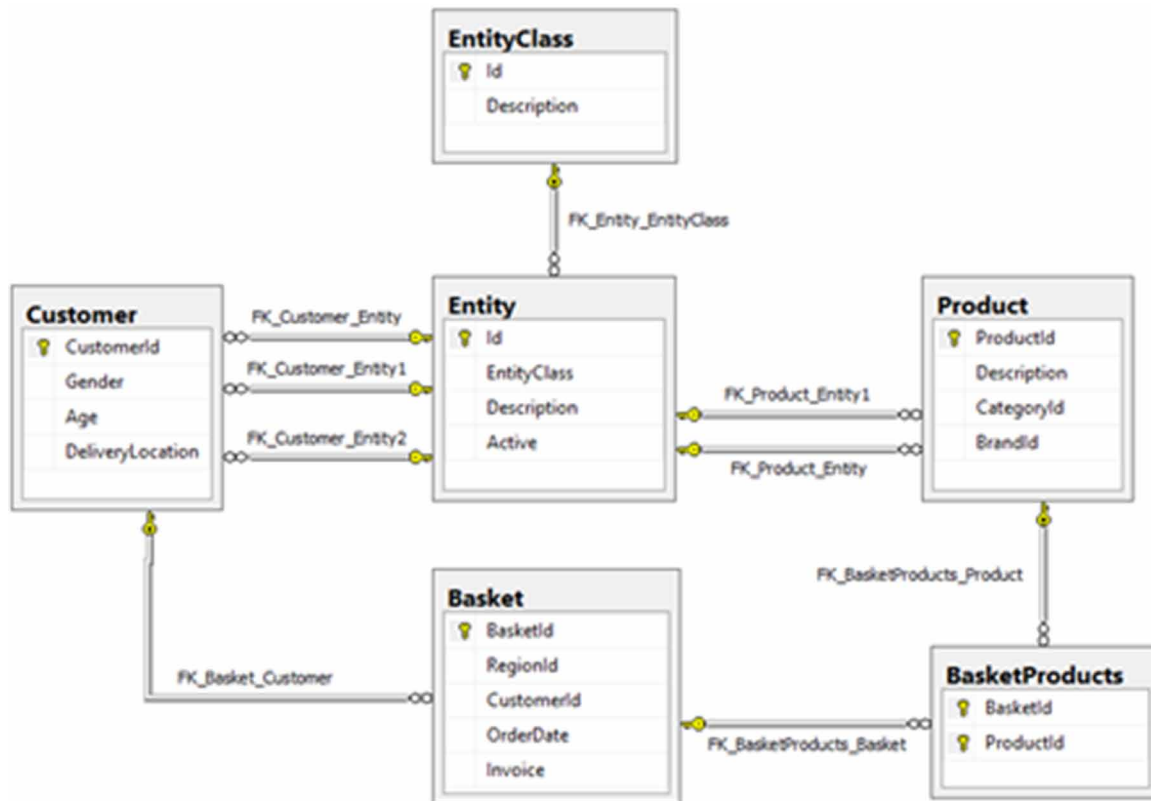 EntityClass
Id
Description
FK_Entity_EntityClass
Customer
CustomerId
Gender
Age
DeliveryLocation
FK_Customer_Entity
FK_Customer_Entity1
FK_Customer_Entity2
Entity
Id
EntityClass
Description
Active
FK_Product_Entity1
FK_Product_Entity
Product
ProductId
Description
CategoryId
BrandId
FK_BasketProducts_Product
FK_Basket_Customer
Basket
BasketId
RegionId
CustomerId
OrderDate
Invoice
FK_BasketProducts_Basket
BasketProducts
BasketId
ProductId